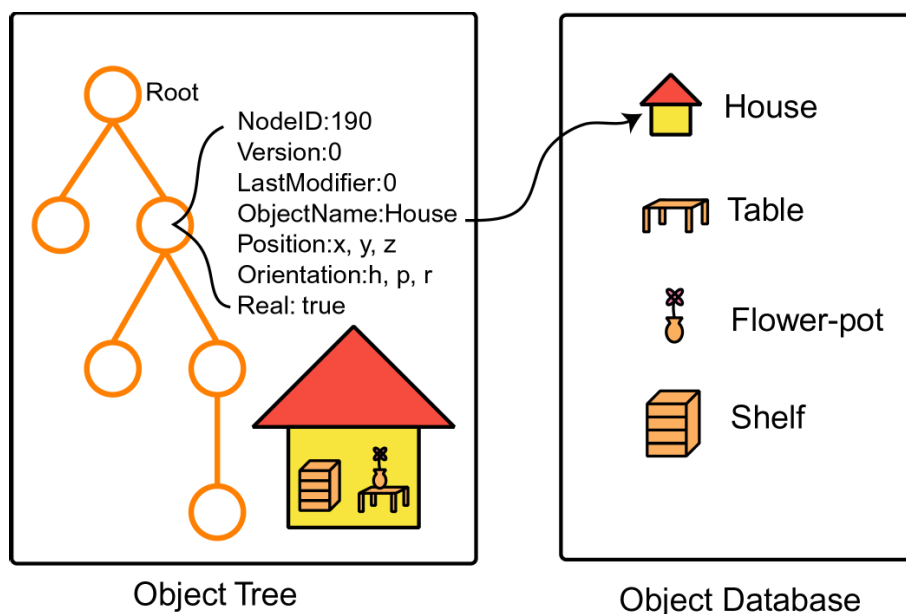 Root
NodeID:190
Version:0
LastModifier:0
ObjectName:House
Position:x, y, z
Orientation:h, p, r
Real: true
Object Tree
House
Table
Flower-pot
Shelf
Object Database